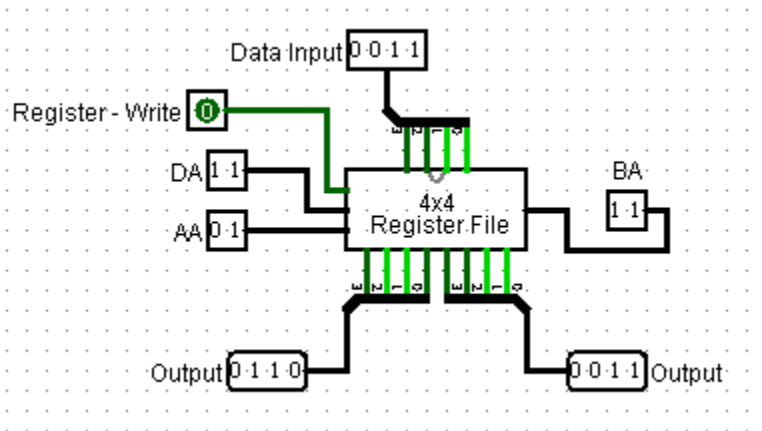 Data Input 0 0 1 1
Register - Write 0
3 2 1 0
DA 1 1
BA
4x4
1 1
AA 0 1
Register File
3 2 1 0 3 2 1 0
Output 0 1 1 0
0 0 1 1 Output